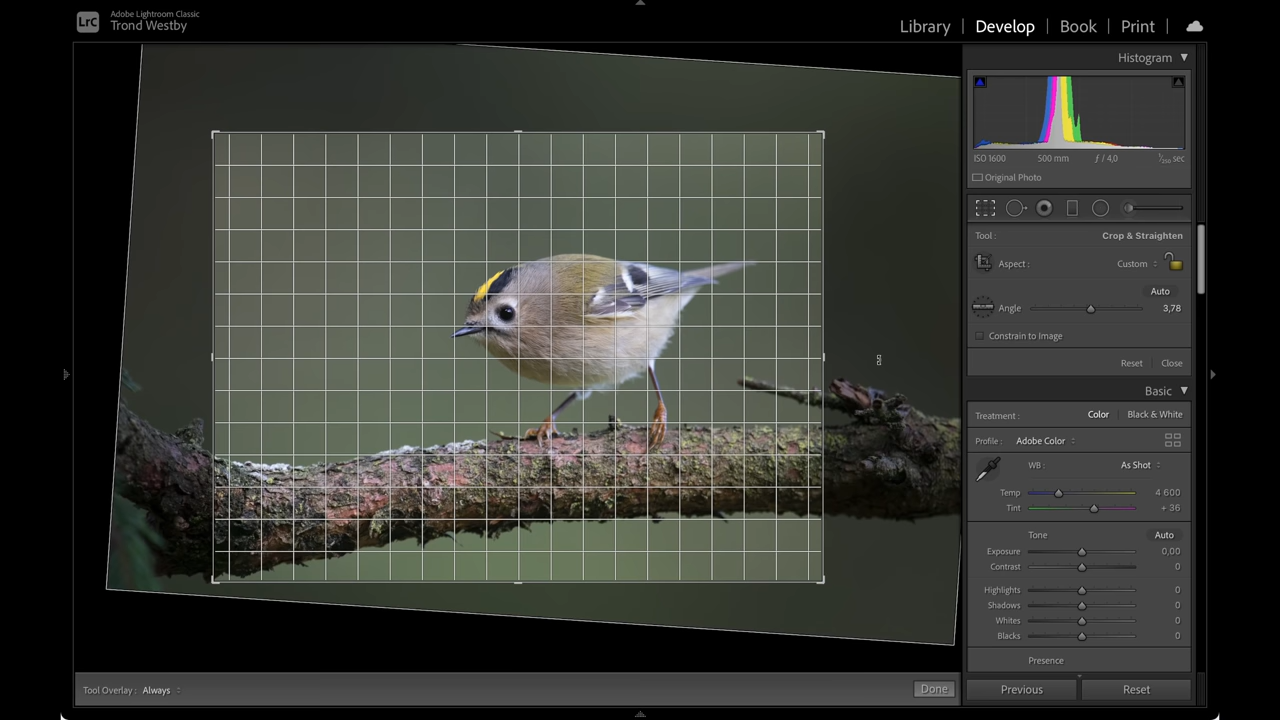 LrC
Adobe Lightroom Classic
Trond Westby
Library | Develop | Book | Print |
Histogram
ISO 1600 500 mm ƒ / 4,0 1/250 sec
Original Photo
Tool : Crop & Straighten
Aspect : Custom
Auto
Angle 3,78
Constrain to Image
Reset Close
Basic
Treatment : Color Black & White
Profile : Adobe Color
WB : As Shot
Temp 4 600
Tint + 36
Tone Auto
Exposure 0,00
Contrast 0
Highlights 0
Shadows 0
Whites 0
Blacks 0
Presence
Tool Overlay : Always Done Previous Reset